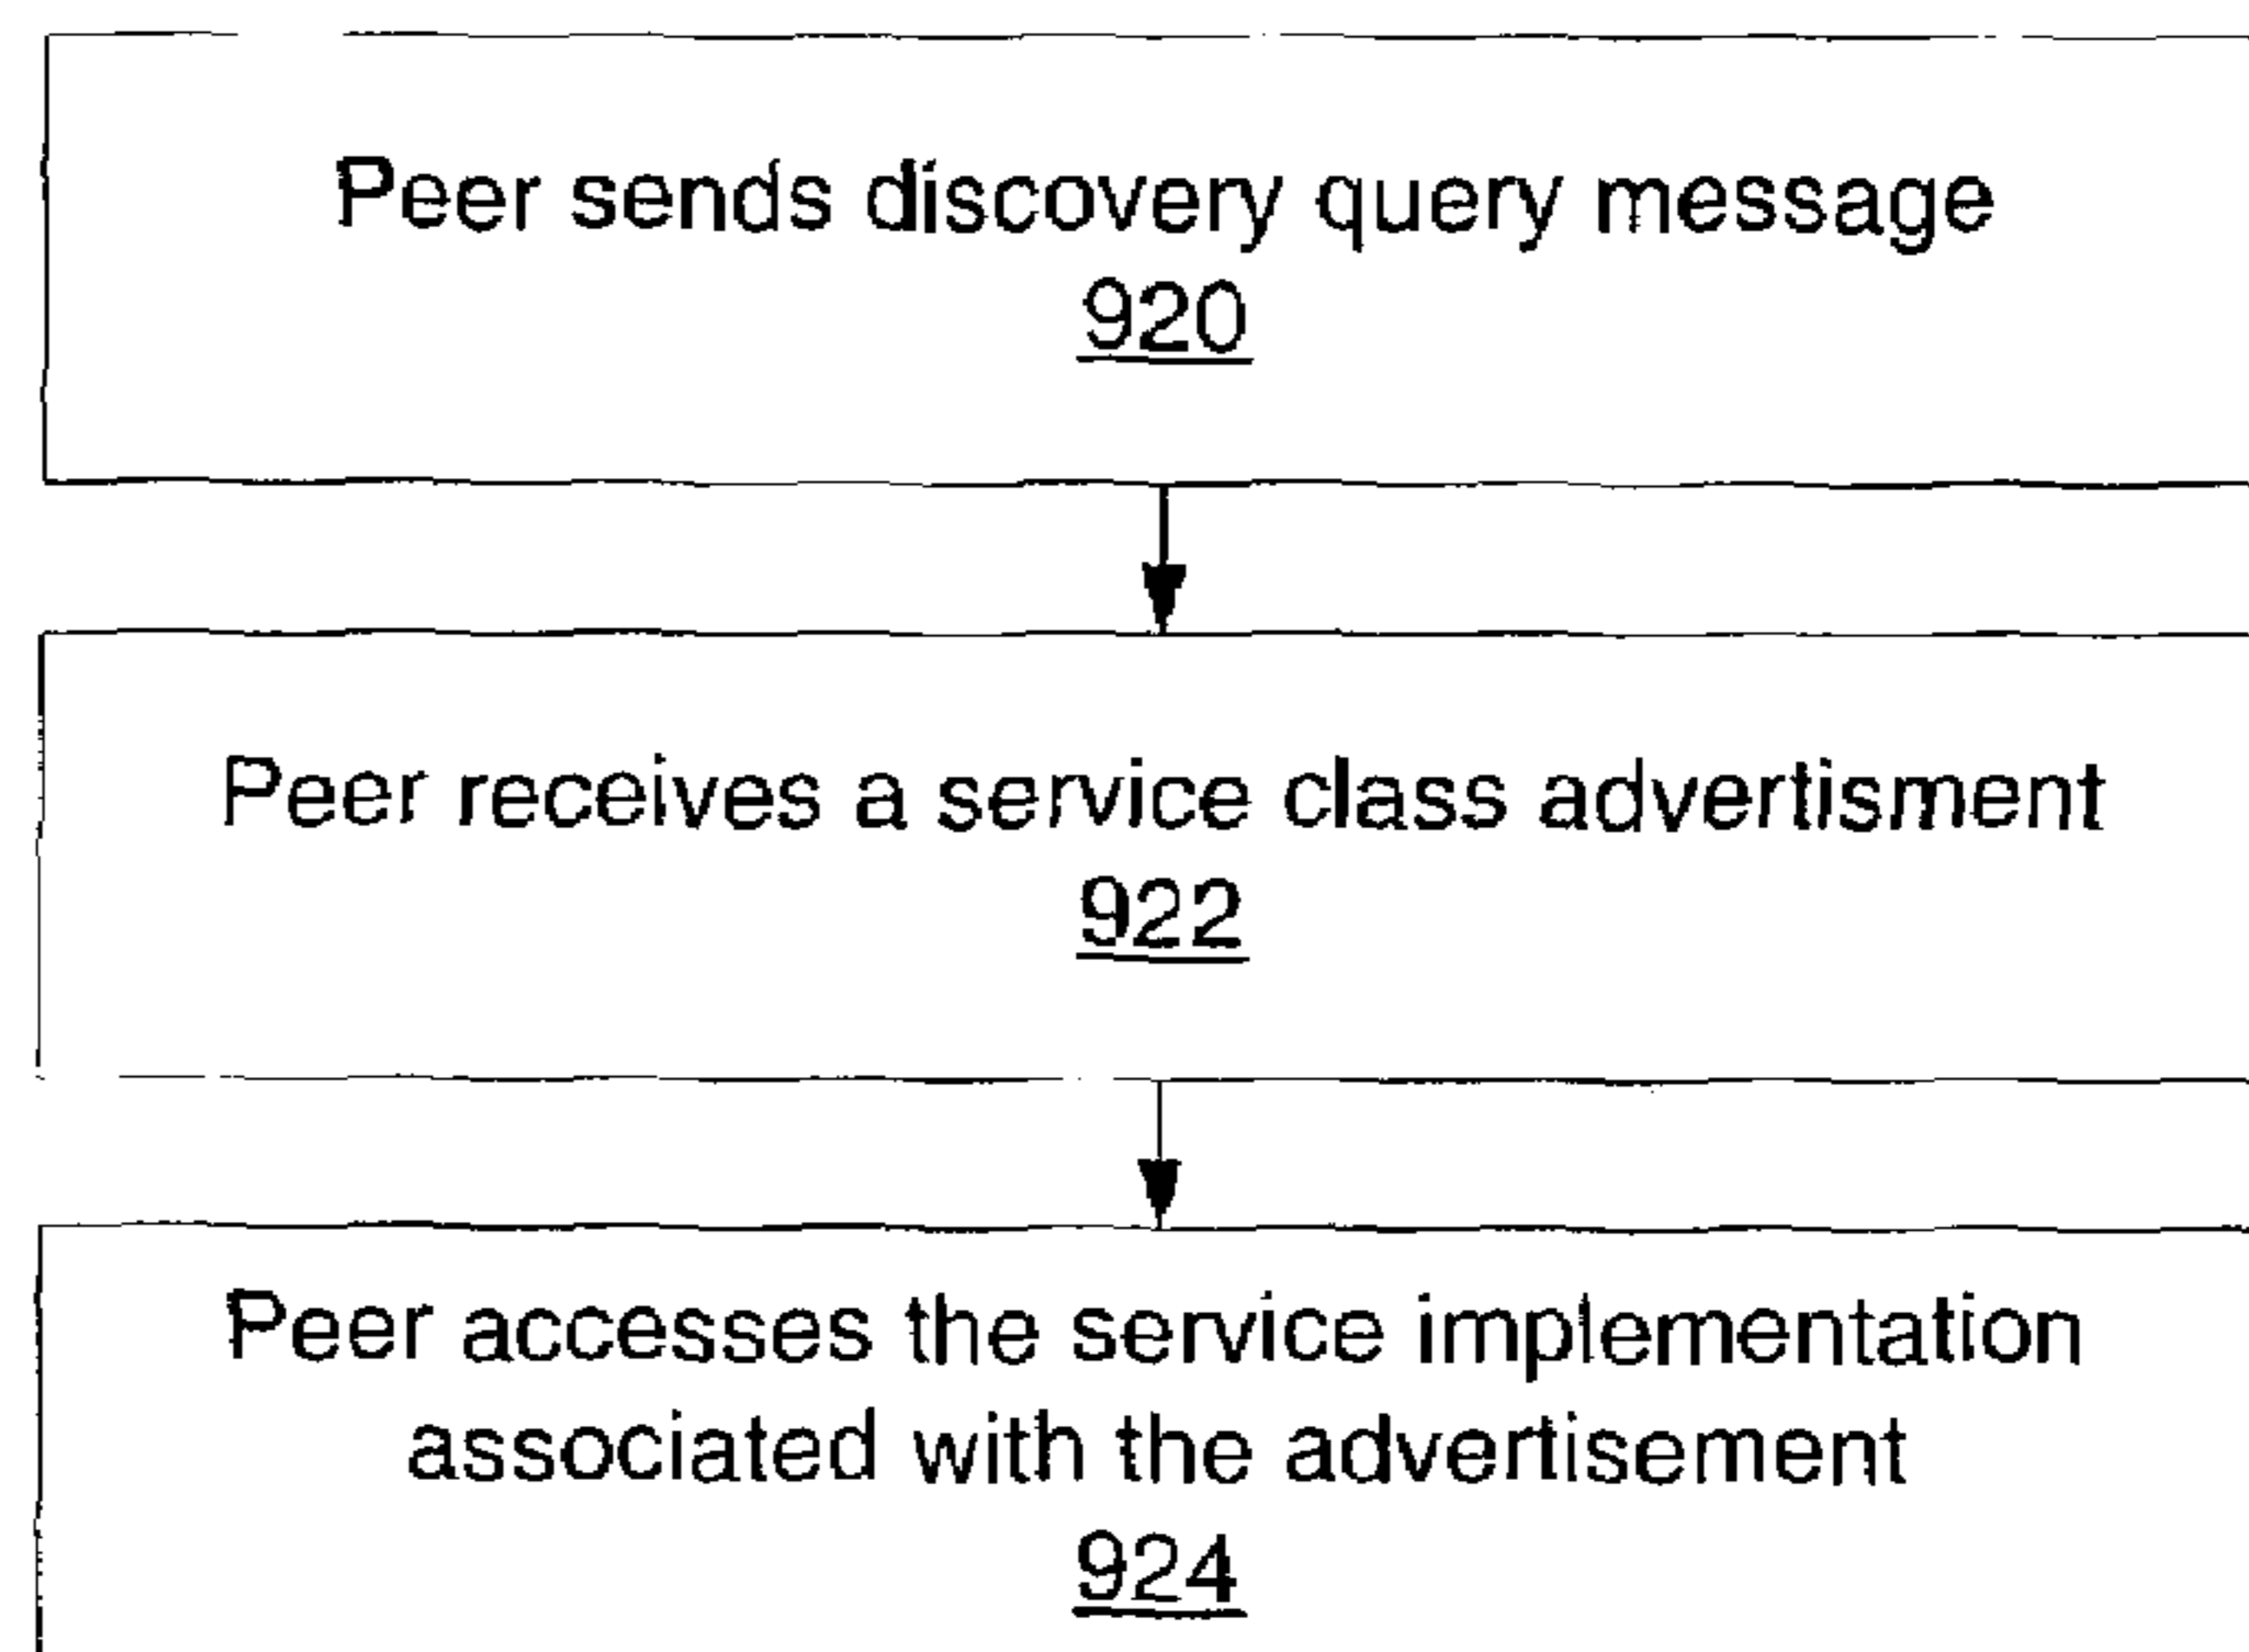 Peer sends discovery query message
920
Peer receives a service class advertisment
922
Peer accesses the service implementation
associated with the advertisement
924